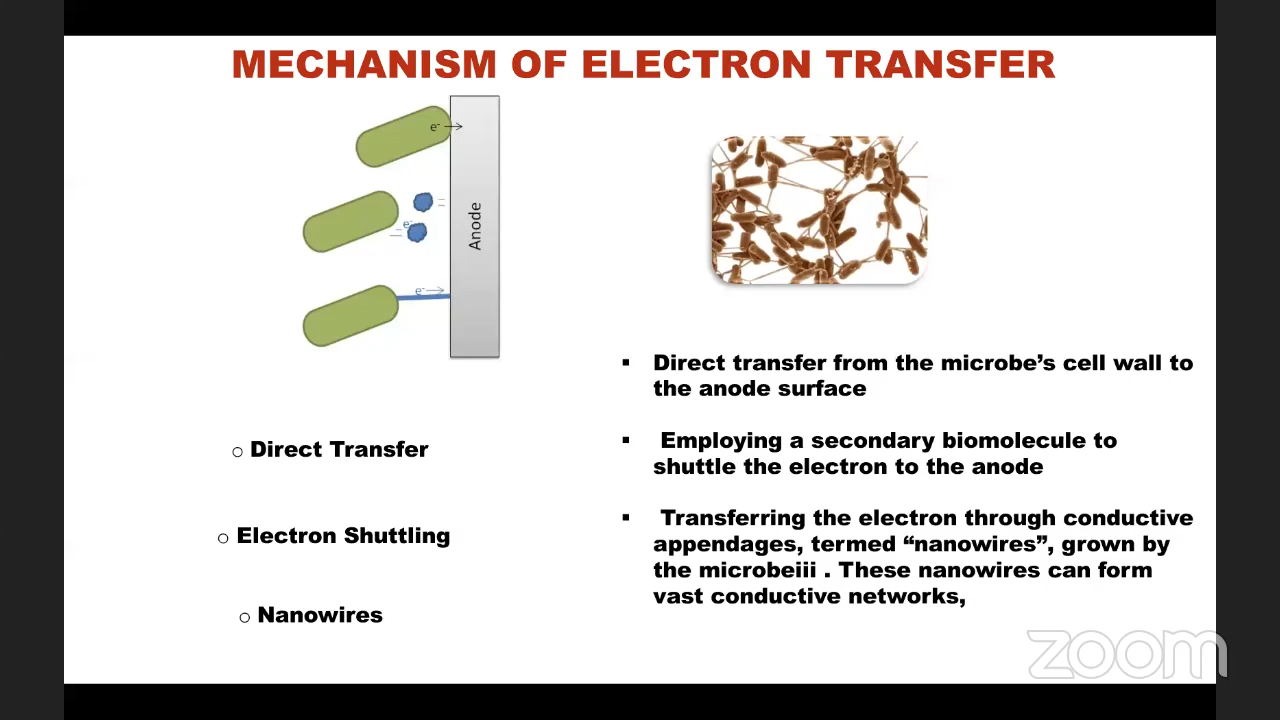 MECHANISM OF ELECTRON TRANSFER
e-
Anode
e-
e-
Direct transfer from the microbe’s cell wall to
the anode surface
Employing a secondary biomolecule to
shuttle the electron to the anode
Transferring the electron through conductive
appendages, termed “nanowires”, grown by
the microbeiii . These nanowires can form
vast conductive networks,
Direct Transfer
Electron Shuttling
Nanowires
zoom